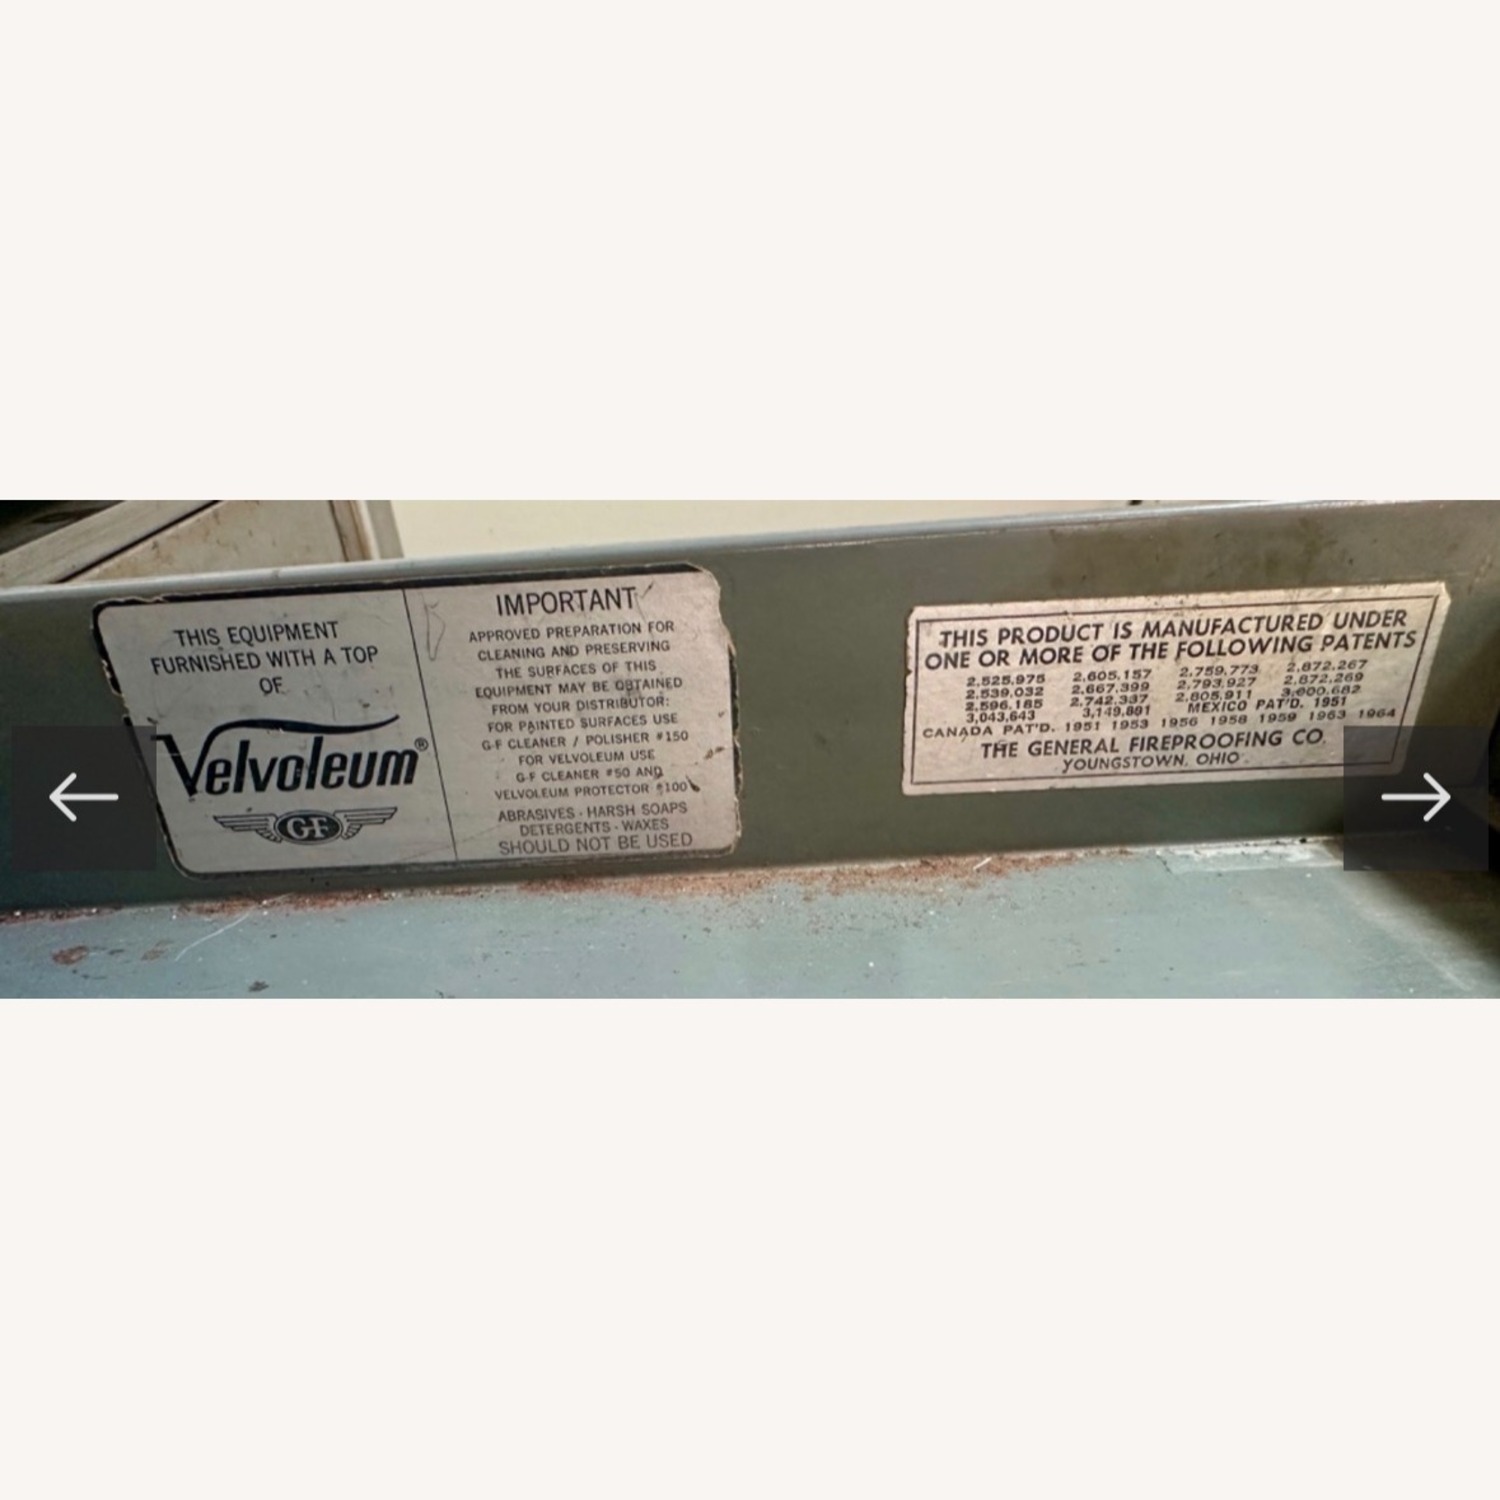 THIS EQUIPMENT
FURNISHED WITH A TOP
OF
Velvoleum®
GF
IMPORTANT
APPROVED PREPARATION FOR
CLEANING AND PRESERVING
THE SURFACES OF THIS
EQUIPMENT MAY BE OBTAINED
FROM YOUR DISTRIBUTOR:
FOR PAINTED SURFACES USE
G-F CLEANER / POLISHER #150
FOR VELVOLEUM USE
G-F CLEANER #50 AND
VELVOLEUM PROTECTOR #100
ABRASIVES - HARSH SOAPS
DETERGENTS - WAXES
SHOULD NOT BE USED
THIS PRODUCT IS MANUFACTURED UNDER
ONE OR MORE OF THE FOLLOWING PATENTS
2,525,975 2,605,157 2,759,773 2,872,267
2,539,032 2,667,399 2,793,927 2,872,269
2,596,185 2,742,337 2,805,911 3,600,682
3,043,643 3,149,881 MEXICO PAT'D. 1951
CANADA PAT'D. 1951 1953 1956 1958 1959 1963 1964
THE GENERAL FIREPROOFING CO.
YOUNGSTOWN, OHIO